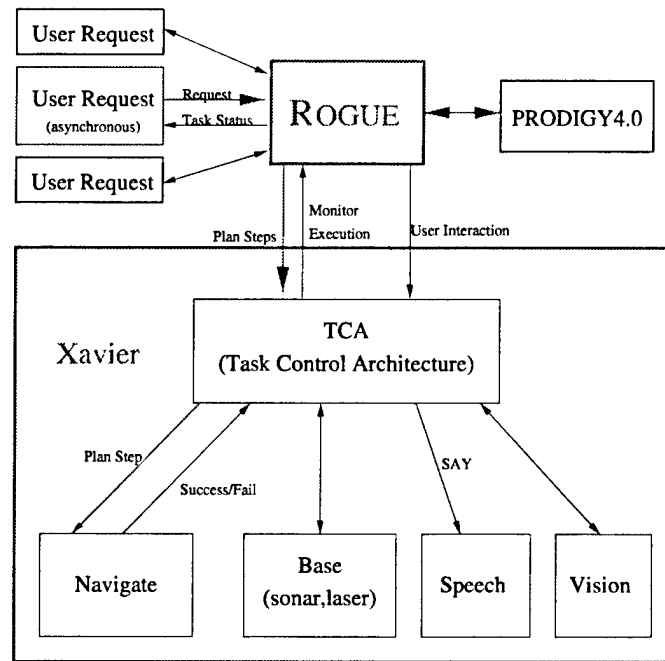 User Request
User Request
(asynchronous)
User Request
Request
Task Status
ROGUE
PRODIGY4.0
Plan Steps
Monitor
Execution
User Interaction
Xavier
TCA
(Task Control Architecture)
Plan Step
Success/Fail
SAY
Navigate
Base
(sonar,laser)
Speech
Vision